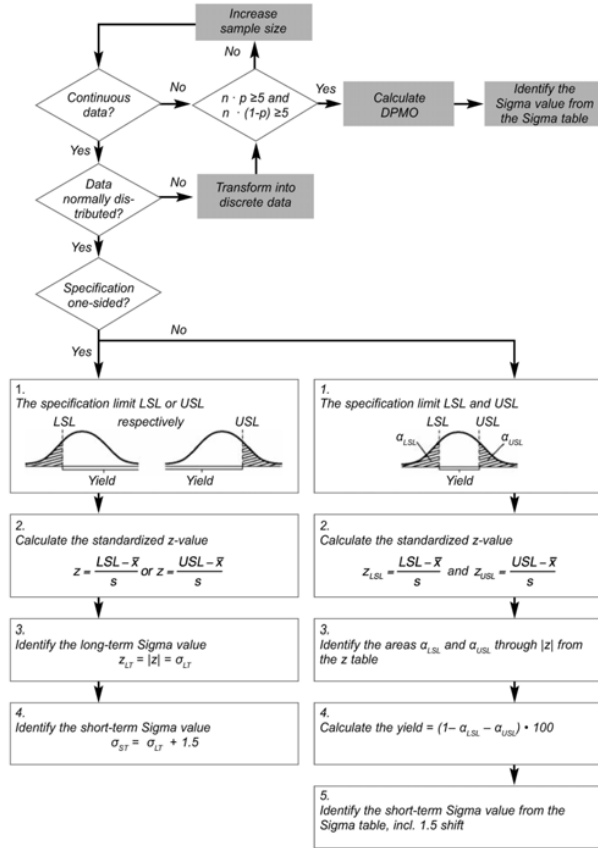 Increase
sample size
No
Continuous
data?
No
n · p ≥5 and
n · (1-p) ≥5
Yes
Calculate
DPMO
Identify the
Sigma value from
the Sigma table
Yes
Data
normally dis-
tributed?
No
Transform into
discrete data
Yes
Specification
one-sided?
No
Yes
1.
The specification limit LSL or USL
LSL respectively USL
Yield Yield
2.
Calculate the standardized z-value
z = (LSL – x̅)/s or z = (USL – x̅)/s
3.
Identify the long-term Sigma value
z_LT = |z| = σ_LT
4.
Identify the short-term Sigma value
σ_ST = σ_LT + 1.5
1.
The specification limit LSL and USL
LSL USL
α_LSL α_USL
Yield
2.
Calculate the standardized z-value
z_LSL = (LSL – x̅)/s and z_USL = (USL – x̅)/s
3.
Identify the areas α_LSL and α_USL through |z| from
the z table
4.
Calculate the yield = (1– α_LSL – α_USL) • 100
5.
Identify the short-term Sigma value from the
Sigma table, incl. 1.5 shift